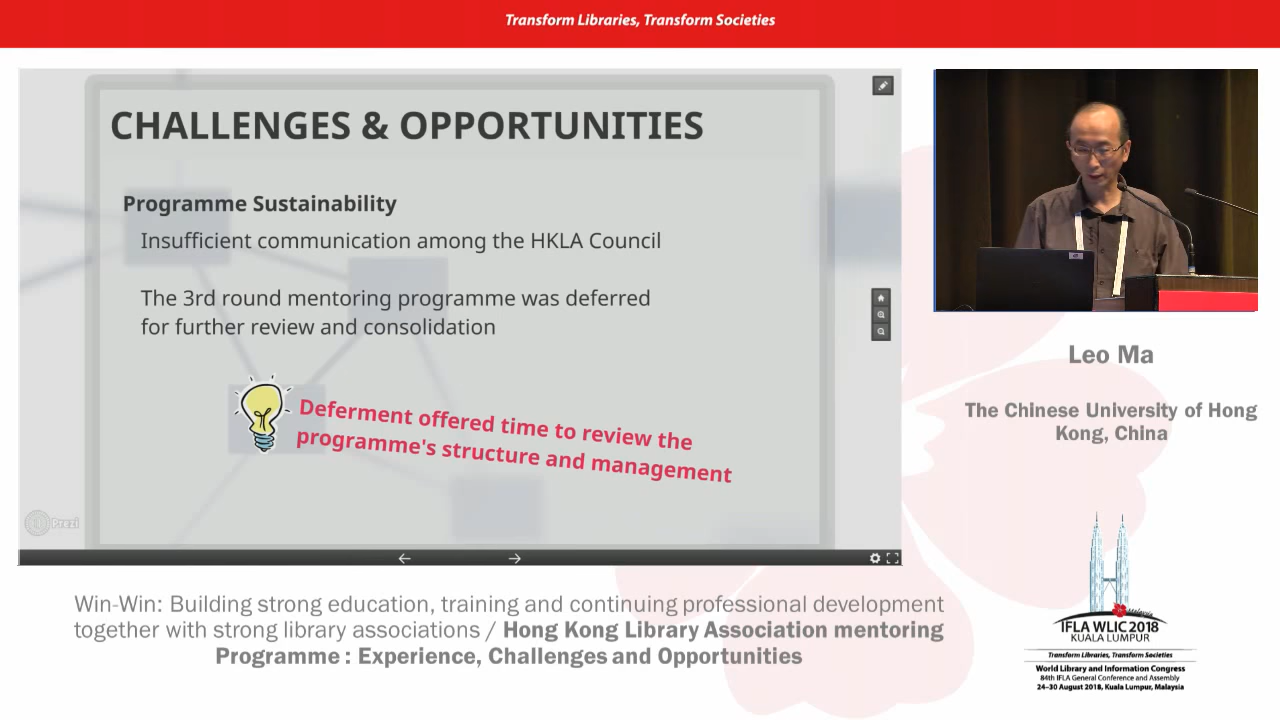 Transform Libraries, Transform Societies
CHALLENGES & OPPORTUNITIES
Programme Sustainability
Insufficient communication among the HKLA Council
The 3rd round mentoring programme was deferred
for further review and consolidation
Deferment offered time to review the
programme's structure and management
Prezi
Leo Ma
The Chinese University of Hong
Kong, China
Win-Win: Building strong education, training and continuing professional development
together with strong library associations / Hong Kong Library Association mentoring
Programme : Experience, Challenges and Opportunities
Malaysia
IFLA WLIC 2018
KUALA LUMPUR
Transform Libraries, Transform Societies
World Library and Information Congress
84th IFLA General Conference and Assembly
24–30 August 2018, Kuala Lumpur, Malaysia